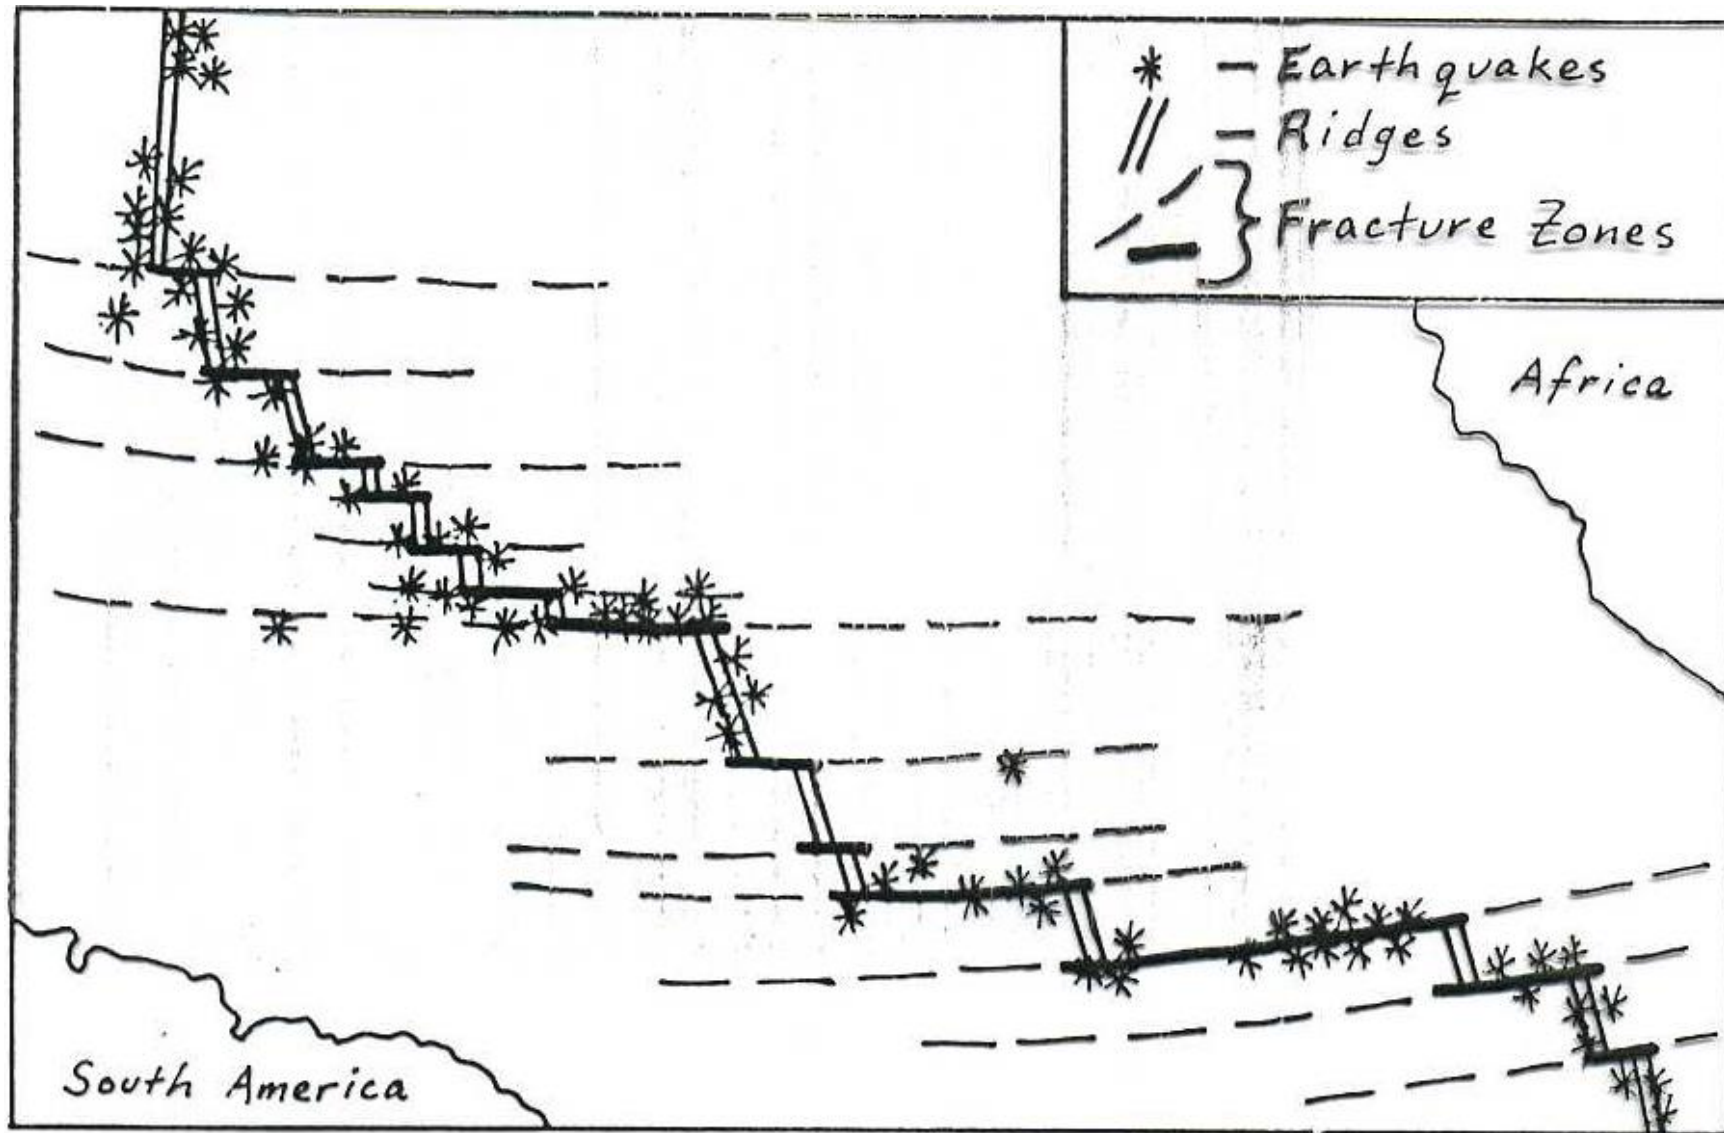 * — Earthquakes
— Ridges
Fracture Zones
Africa
South America